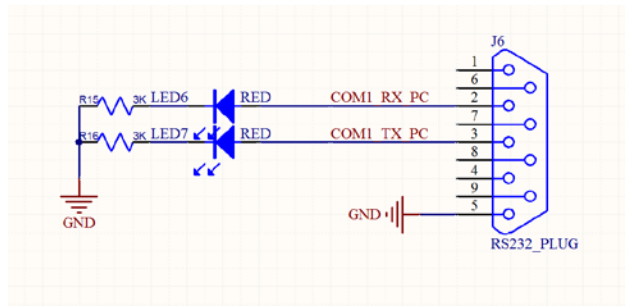 J6
1
6
R15 3K LED6 RED COM1 RX PC 2
7
R16 3K LED7 RED COM1 TX PC 3
8
4
9
GND 5
GND
RS232_PLUG